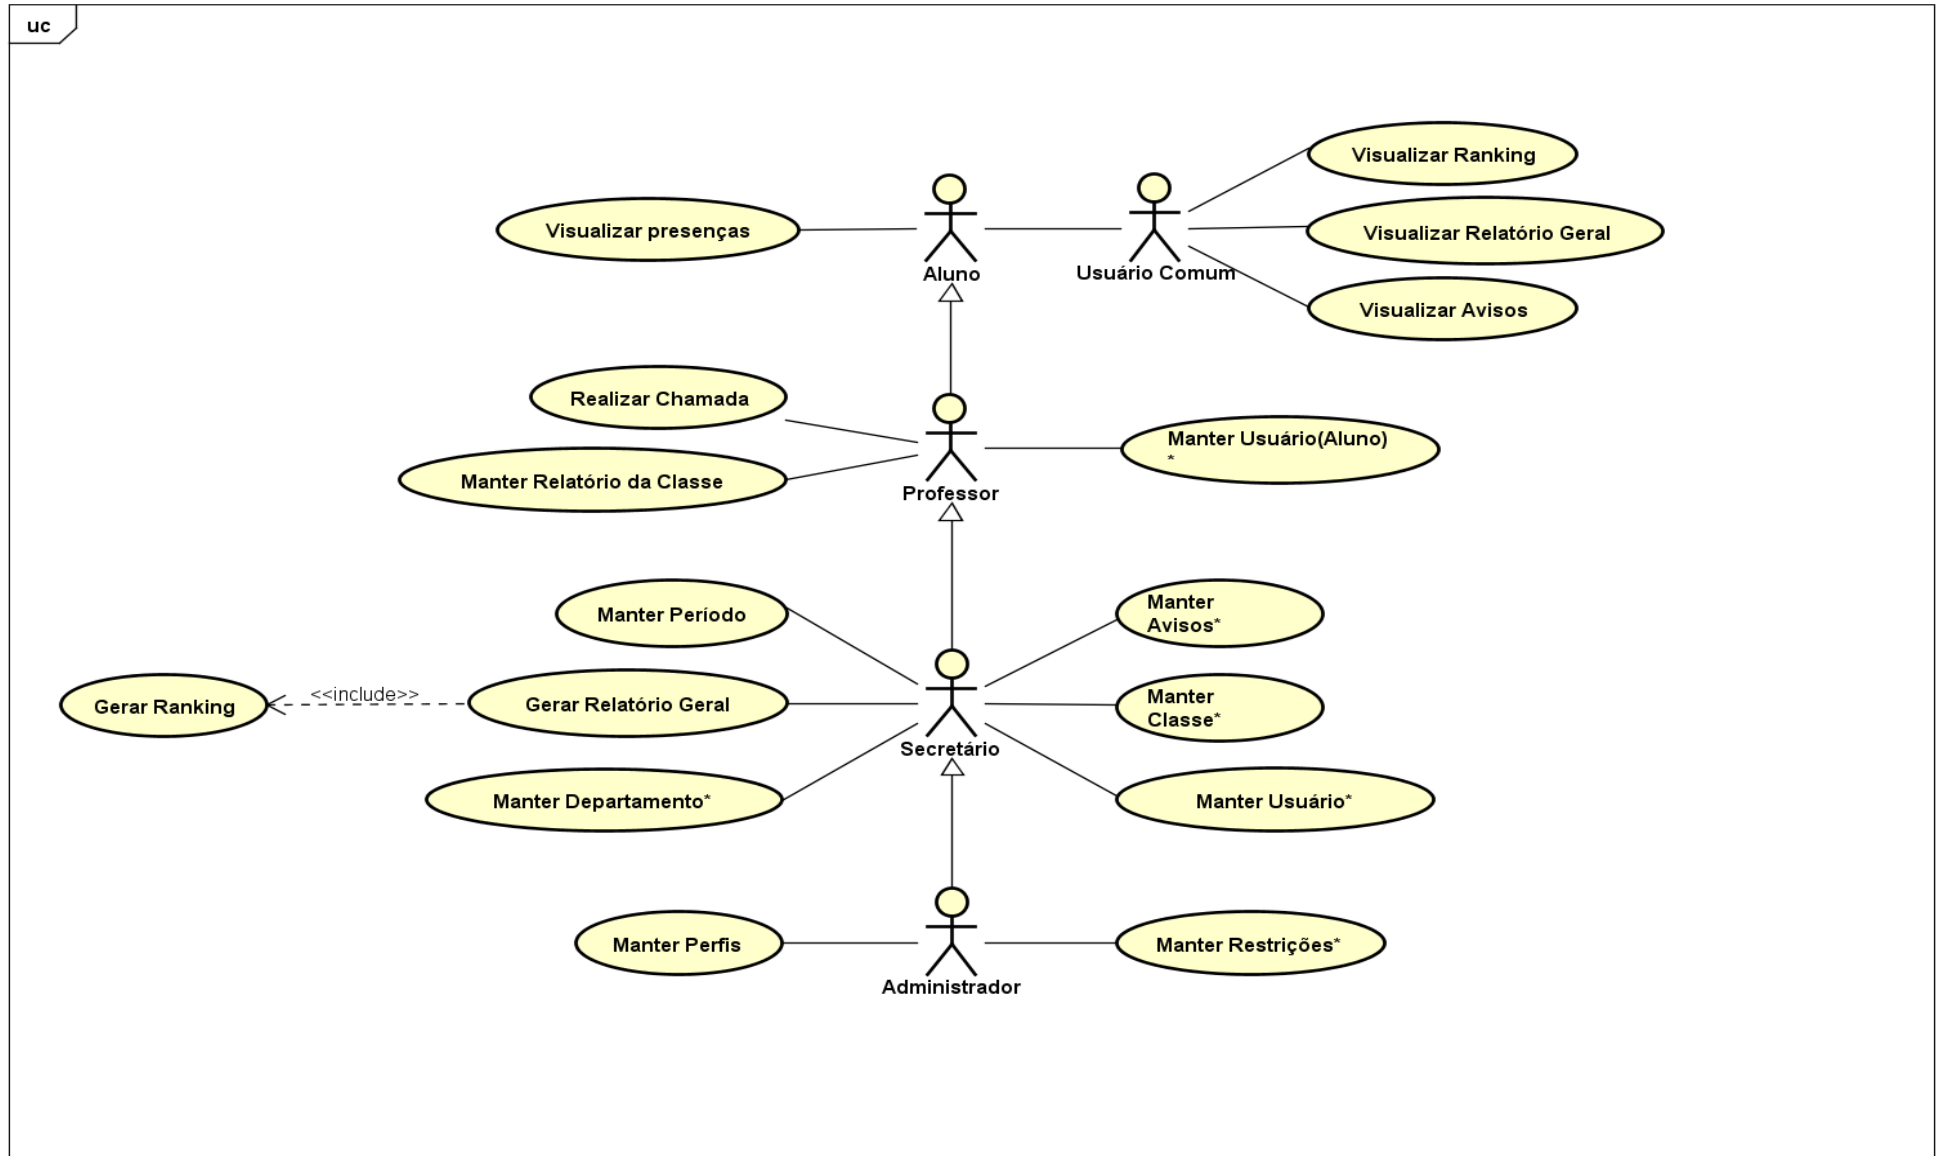 uc
Visualizar Ranking
Visualizar presenças
Visualizar Relatório Geral
Aluno
Usuário Comum
Visualizar Avisos
Realizar Chamada
Manter Usuário(Aluno)
*
Manter Relatório da Classe
Professor
Manter Período
Manter
Avisos*
<<include>>
Gerar Ranking
Gerar Relatório Geral
Manter
Classe*
Secretário
Manter Departamento*
Manter Usuário*
Manter Perfis
Manter Restrições*
Administrador